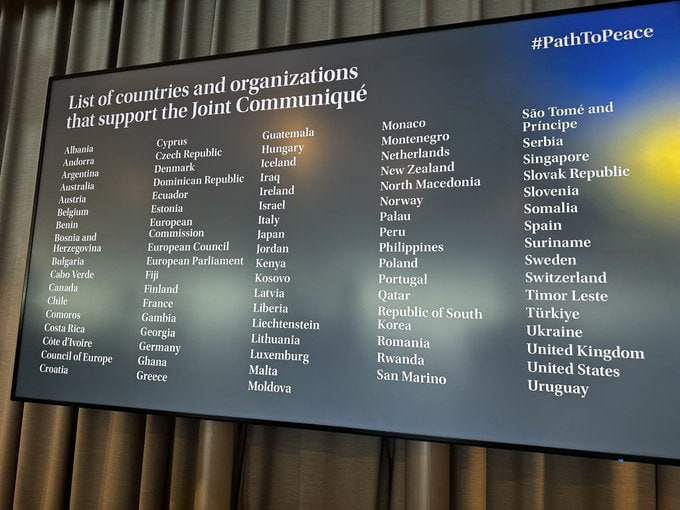 #PathToPeace
List of countries and organizations
that support the Joint Communiqué
Albania
Andorra
Argentina
Australia
Austria
Belgium
Benin
Bosnia and
Herzegovina
Bulgaria
Cabo Verde
Canada
Chile
Comoros
Costa Rica
Côte d'Ivoire
Council of Europe
Croatia
Cyprus
Czech Republic
Denmark
Dominican Republic
Ecuador
Estonia
European
Commission
European Council
European Parliament
Fiji
Finland
France
Gambia
Georgia
Germany
Ghana
Greece
Guatemala
Hungary
Iceland
Iraq
Ireland
Israel
Italy
Japan
Jordan
Kenya
Kosovo
Latvia
Liberia
Liechtenstein
Lithuania
Luxemburg
Malta
Moldova
Monaco
Montenegro
Netherlands
New Zealand
North Macedonia
Norway
Palau
Peru
Philippines
Poland
Portugal
Qatar
Republic of South
Korea
Romania
Rwanda
San Marino
São Tomé and
Príncipe
Serbia
Singapore
Slovak Republic
Slovenia
Somalia
Spain
Suriname
Sweden
Switzerland
Timor Leste
Türkiye
Ukraine
United Kingdom
United States
Uruguay